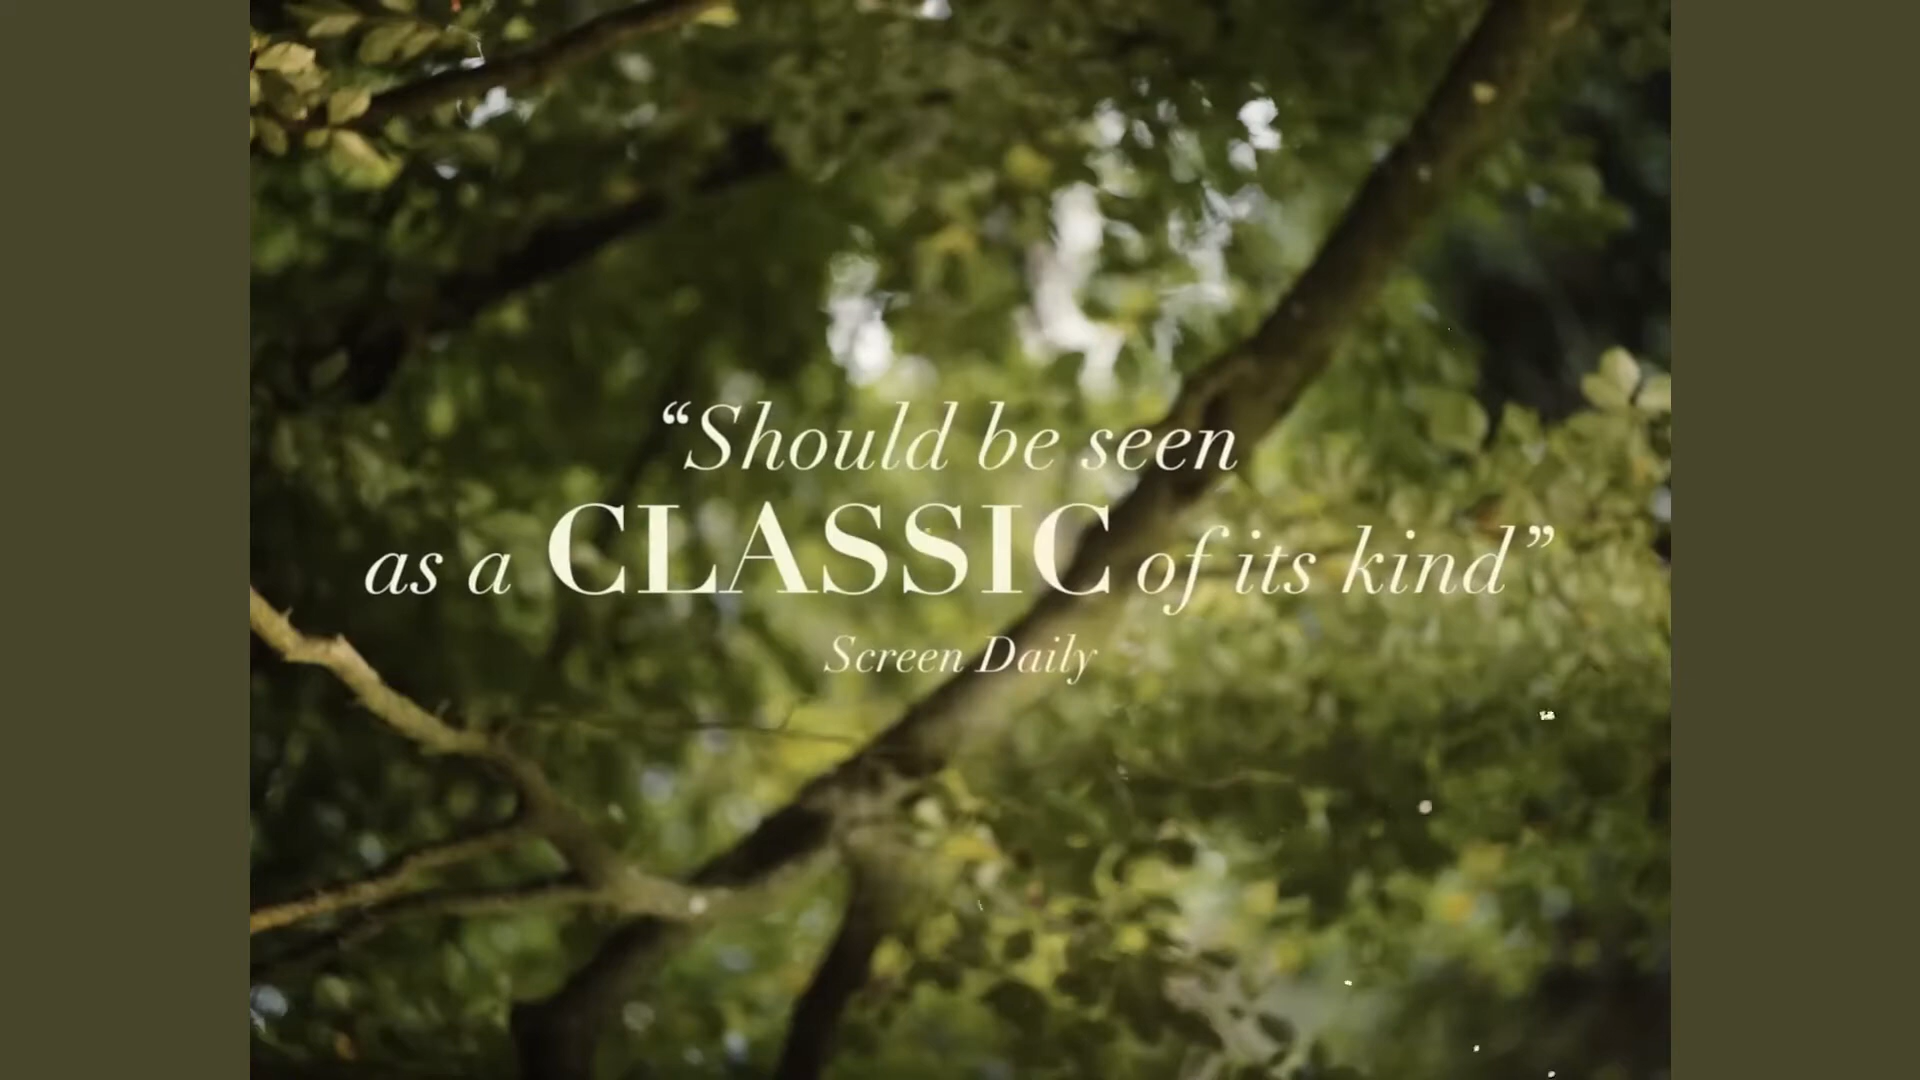 “Should be seen
as a CLASSIC of its kind”
Screen Daily